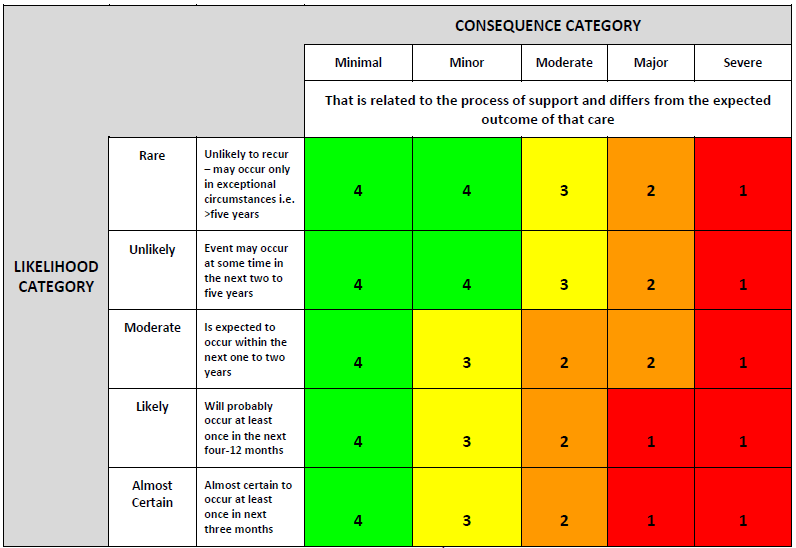 CONSEQUENCE CATEGORY
Minimal Minor Moderate Major Severe
That is related to the process of support and differs from the expected
outcome of that care
LIKELIHOOD
CATEGORY
Rare
Unlikely to recur
– may occur only
in exceptional
circumstances i.e.
>five years
4 4 3 2 1
Unlikely
Event may occur
at some time in
the next two to
five years
4 4 3 2 1
Moderate
Is expected to
occur within the
next one to two
years
4 3 2 2 1
Likely
Will probably
occur at least
once in the next
four-12 months
4 3 2 1 1
Almost
Certain
Almost certain to
occur at least
once in next
three months
4 3 2 1 1